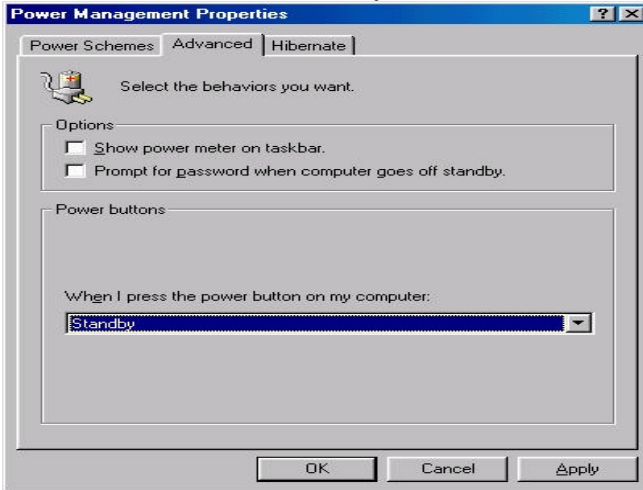 Power Management Properties
Power Schemes Advanced Hibernate
Select the behaviors you want.
Options
Show power meter on taskbar.
Prompt for password when computer goes off standby.
Power buttons
When I press the power button on my computer:
Standby
OK Cancel Apply